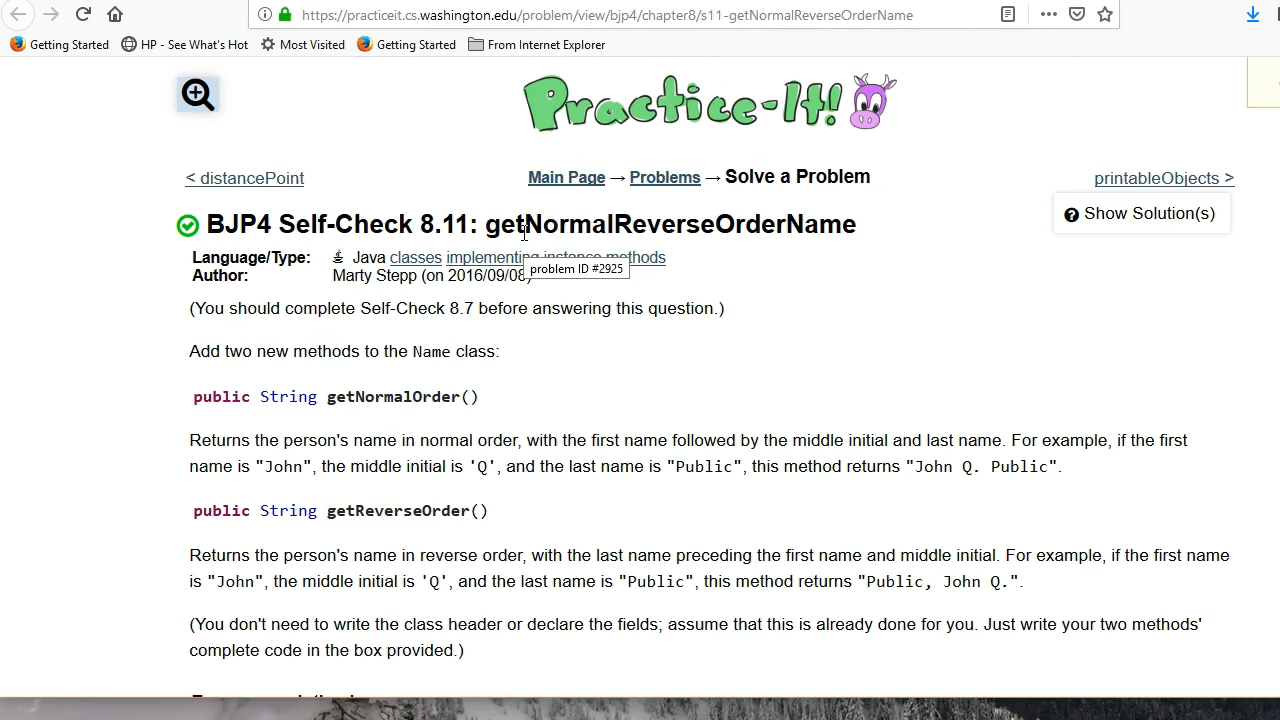 https://practiceit.cs.washington.edu/problem/view/bjp4/chapter8/s11-getNormalReverseOrderName
Getting Started HP - See What's Hot Most Visited Getting Started From Internet Explorer
Practice-It!
< distancePoint Main Page → Problems → Solve a Problem printableObjects >
Show Solution(s)
BJP4 Self-Check 8.11: getNormalReverseOrderName
Language/Type: Java classes implementing instance methods
Author: Marty Stepp (on 2016/09/08)
problem ID #2925
(You should complete Self-Check 8.7 before answering this question.)
Add two new methods to the Name class:
public String getNormalOrder()
Returns the person's name in normal order, with the first name followed by the middle initial and last name. For example, if the first
name is "John", the middle initial is 'Q', and the last name is "Public", this method returns "John Q. Public".
public String getReverseOrder()
Returns the person's name in reverse order, with the last name preceding the first name and middle initial. For example, if the first name
is "John", the middle initial is 'Q', and the last name is "Public", this method returns "Public, John Q.".
(You don't need to write the class header or declare the fields; assume that this is already done for you. Just write your two methods'
complete code in the box provided.)